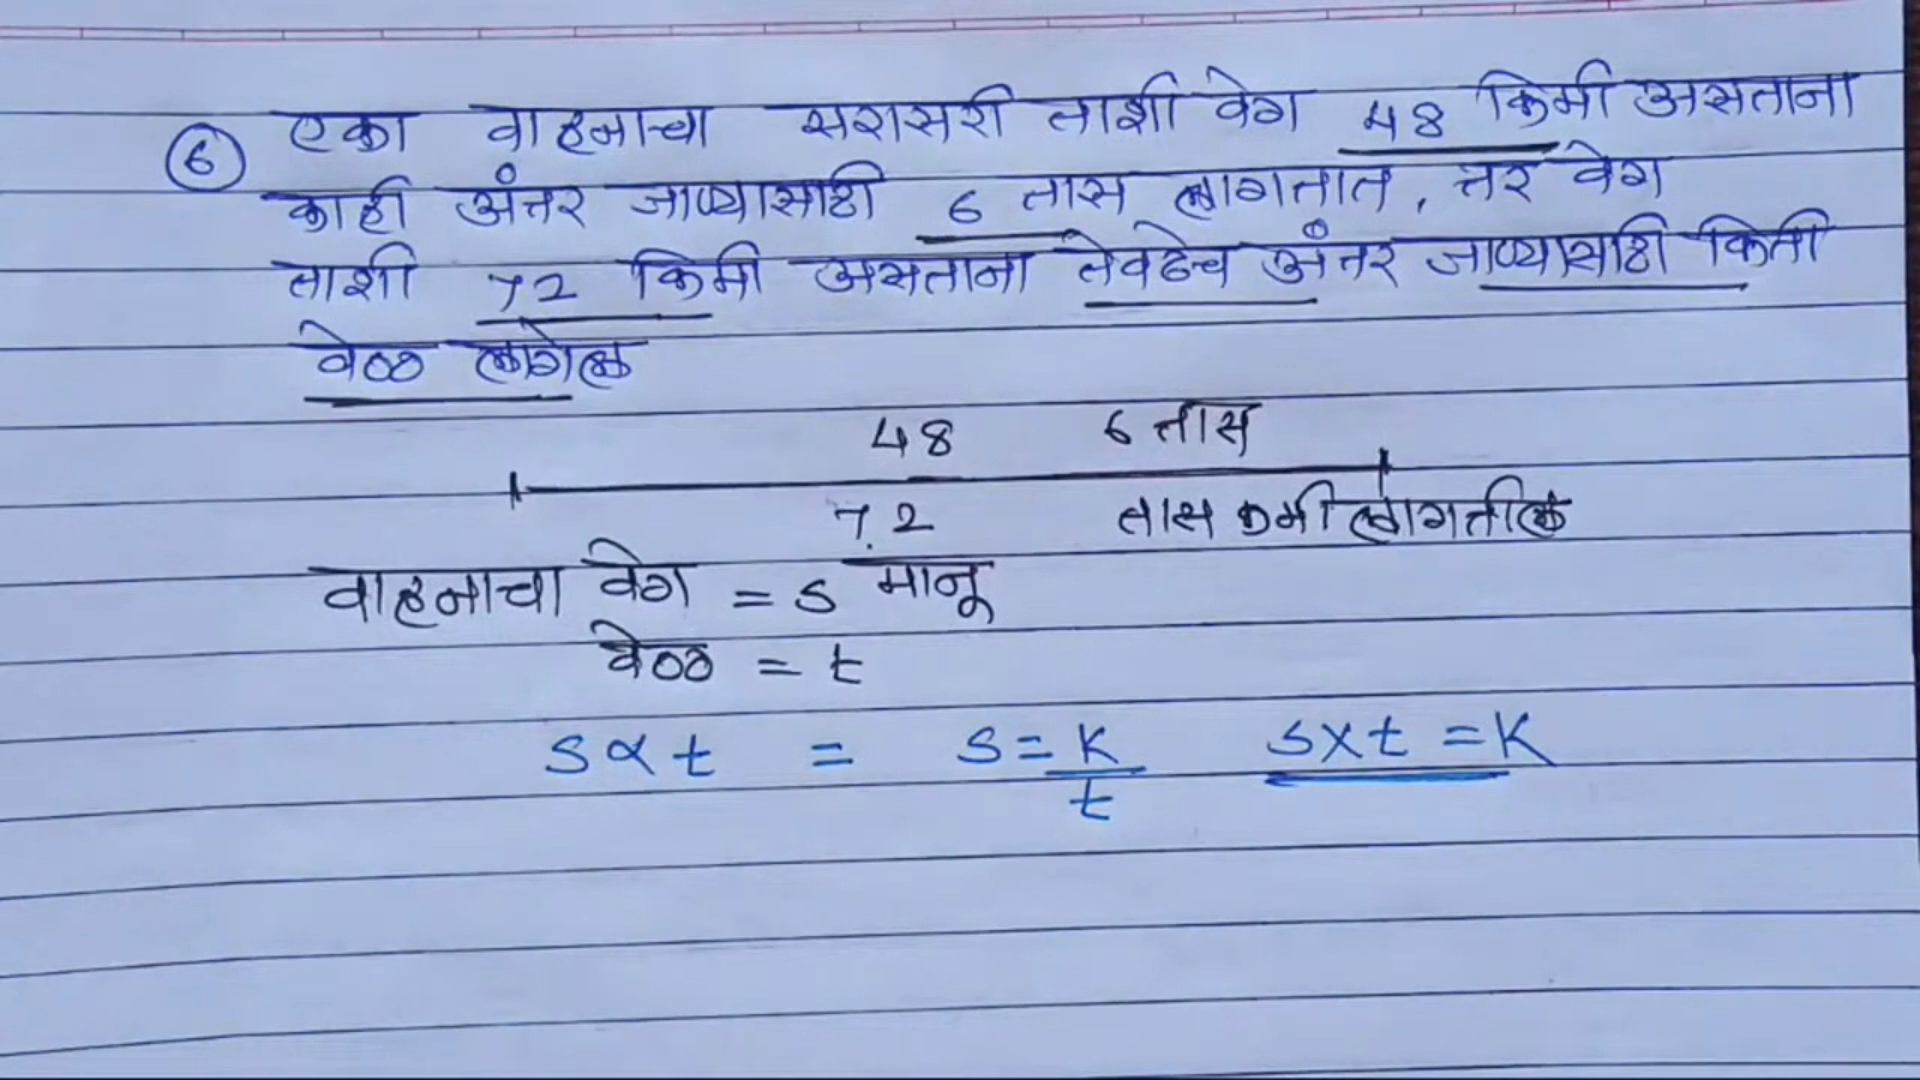 6 एका वाहनाचा सरासरी ताशी वेग 48 किमी असताना
काही अंतर जाण्यासाठी 6 तास लागतात, तर वेग
ताशी 72 किमी असताना तेवढेच अंतर जाण्यासाठी किती
वेळ लागेल
48 6 तास
72 तास कमी लागतील
वाहनाचा वेग = s मानू
वेळ = t
s ∝ t = s = k/t s x t = k